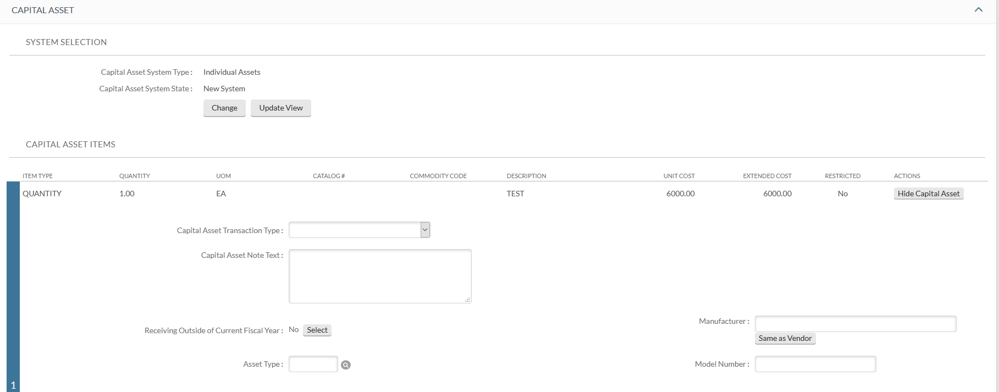 CAPITAL ASSET
SYSTEM SELECTION
Capital Asset System Type : Individual Assets
Capital Asset System State : New System
Change Update View
CAPITAL ASSET ITEMS
ITEM TYPE QUANTITY UOM CATALOG # COMMODITY CODE DESCRIPTION UNIT COST EXTENDED COST RESTRICTED ACTIONS
QUANTITY 1.00 EA TEST 6000.00 6000.00 No Hide Capital Asset
Capital Asset Transaction Type :
Capital Asset Note Text :
Receiving Outside of Current Fiscal Year : No Select
Manufacturer :
Same as Vendor
Asset Type :
Model Number :
1